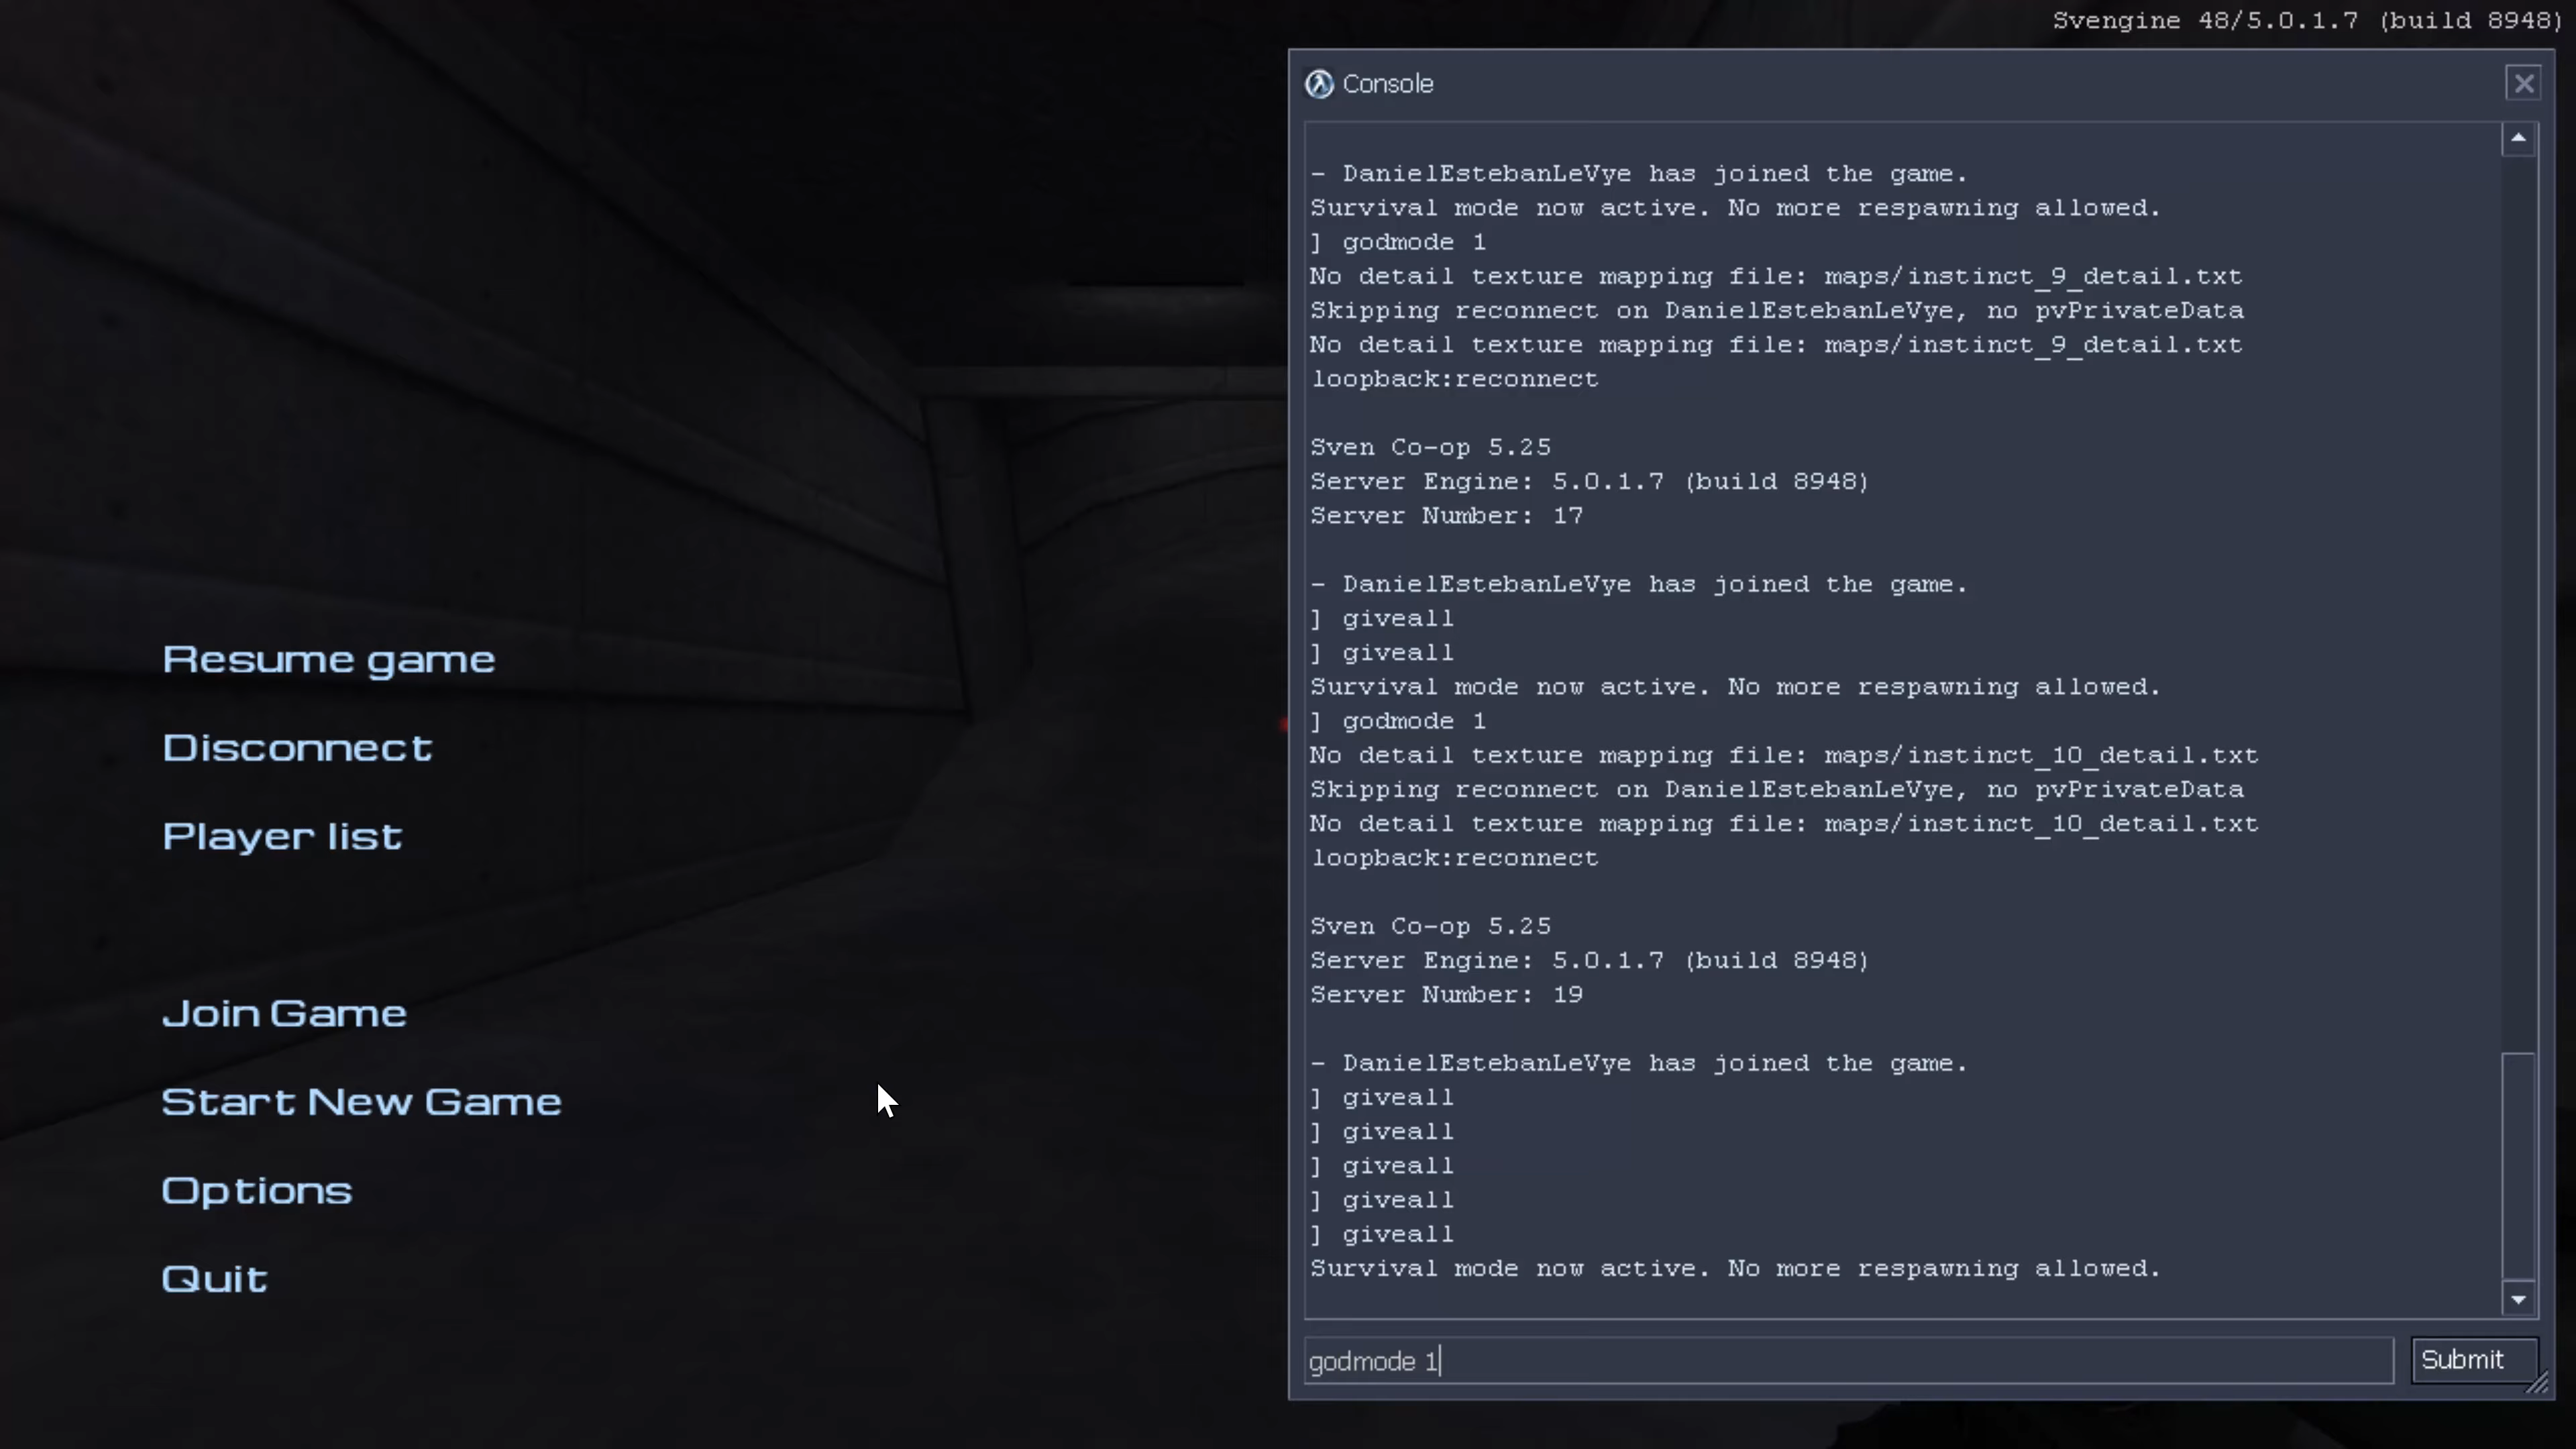 Svengine 48/5.0.1.7 (build 8948)
Console
- DanielEstebanLeVye has joined the game.
Survival mode now active. No more respawning allowed.
] godmode 1
No detail texture mapping file: maps/instinct_9_detail.txt
Skipping reconnect on DanielEstebanLeVye, no pvPrivateData
No detail texture mapping file: maps/instinct_9_detail.txt
loopback:reconnect
Sven Co-op 5.25
Server Engine: 5.0.1.7 (build 8948)
Server Number: 17
- DanielEstebanLeVye has joined the game.
] giveall
] giveall
Survival mode now active. No more respawning allowed.
] godmode 1
No detail texture mapping file: maps/instinct_10_detail.txt
Skipping reconnect on DanielEstebanLeVye, no pvPrivateData
No detail texture mapping file: maps/instinct_10_detail.txt
loopback:reconnect
Sven Co-op 5.25
Server Engine: 5.0.1.7 (build 8948)
Server Number: 19
- DanielEstebanLeVye has joined the game.
] giveall
] giveall
] giveall
] giveall
] giveall
Survival mode now active. No more respawning allowed.
godmode 1
Submit
Resume game
Disconnect
Player list
Join Game
Start New Game
Options
Quit